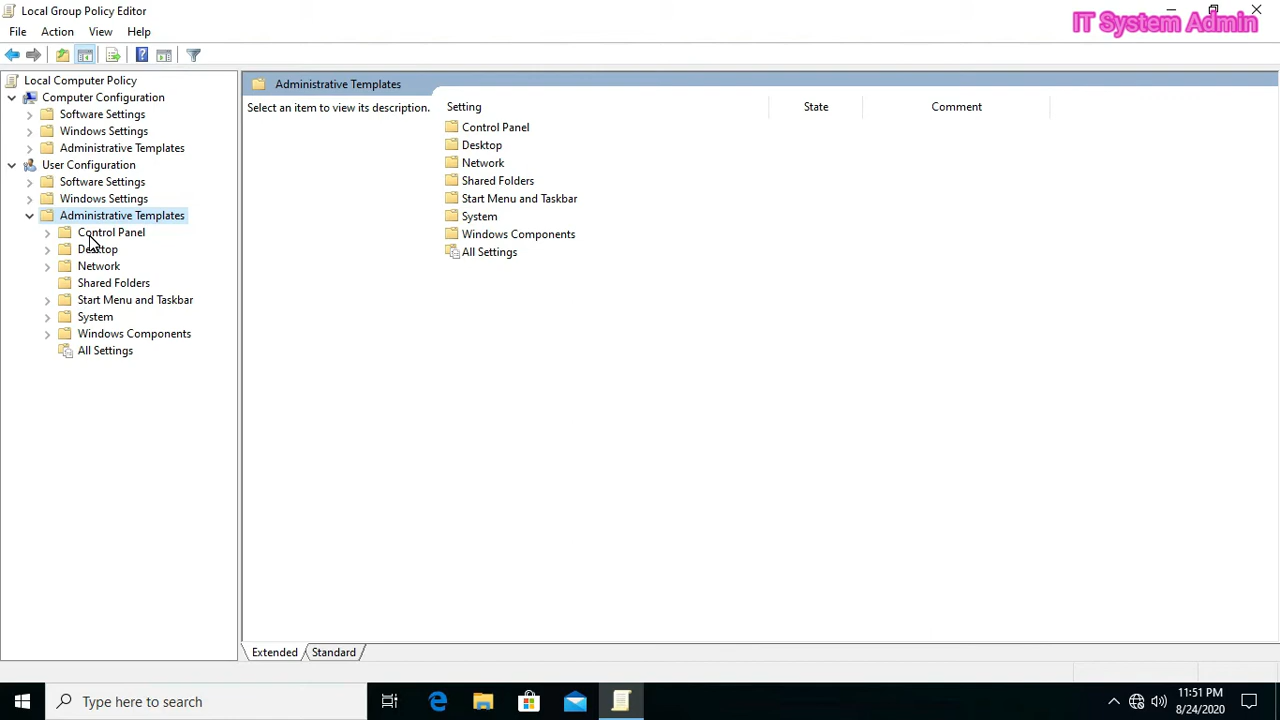 Local Group Policy Editor
IT System Admin
File Action View Help
Local Computer Policy
Computer Configuration
Software Settings
Windows Settings
Administrative Templates
User Configuration
Software Settings
Windows Settings
Administrative Templates
Control Panel
Desktop
Network
Shared Folders
Start Menu and Taskbar
System
Windows Components
All Settings
Administrative Templates
Select an item to view its description.
Setting State Comment
Control Panel
Desktop
Network
Shared Folders
Start Menu and Taskbar
System
Windows Components
All Settings
Extended Standard
Type here to search
11:51 PM
8/24/2020